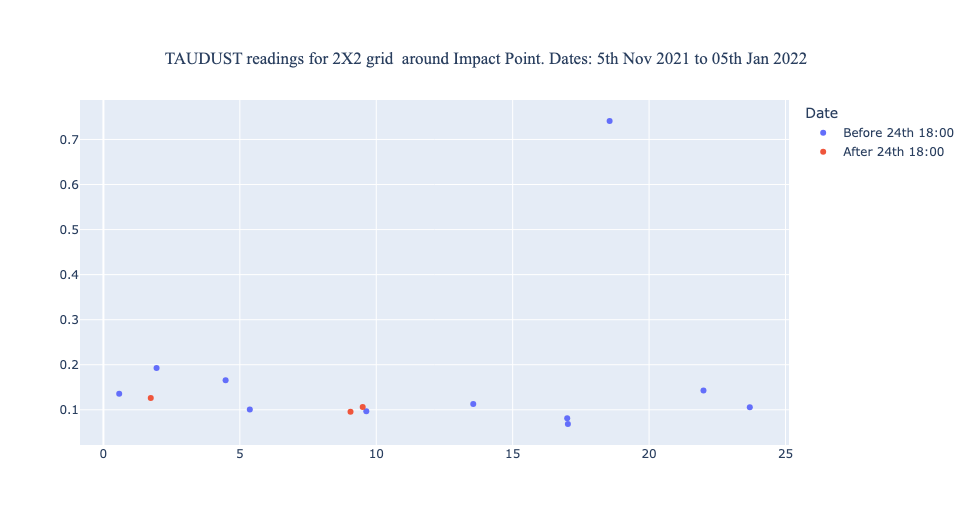 TAUDUST readings for 2X2 grid  around Impact Point. Dates: 5th Nov 2021 to 05th Jan 2022
Date
Before 24th 18:00
After 24th 18:00
0.7
0.6
0.5
0.4
0.3
0.2
0.1
0 5 10 15 20 25